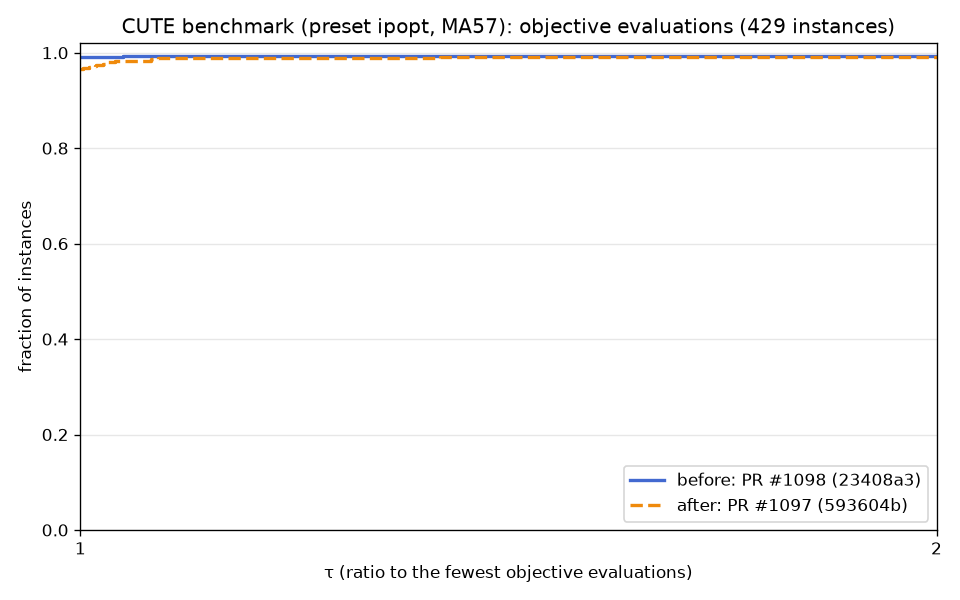 CUTE benchmark (preset ipopt, MA57): objective evaluations (429 instances)
1.0
0.8
0.6
0.4
0.2
0.0
fraction of instances
before: PR #1098 (23408a3)
after: PR #1097 (593604b)
1
2
τ (ratio to the fewest objective evaluations)